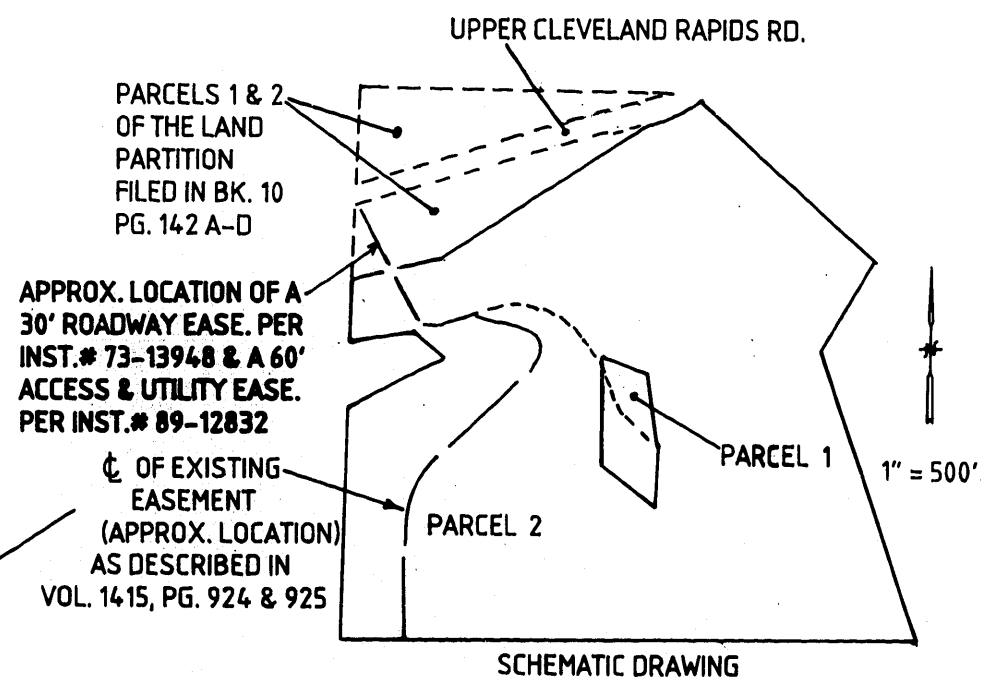 UPPER CLEVELAND RAPIDS RD.
PARCELS 1 & 2
OF THE LAND
PARTITION
FILED IN BK. 10
PG. 142 A-D
APPROX. LOCATION OF A
30' ROADWAY EASE. PER
INST.# 73-13948 & A 60'
ACCESS & UTILITY EASE.
PER INST.# 89-12832
℄ OF EXISTING
EASEMENT
(APPROX. LOCATION)
AS DESCRIBED IN
VOL. 1415, PG. 924 & 925
PARCEL 2
PARCEL 1
1" = 500'
SCHEMATIC DRAWING